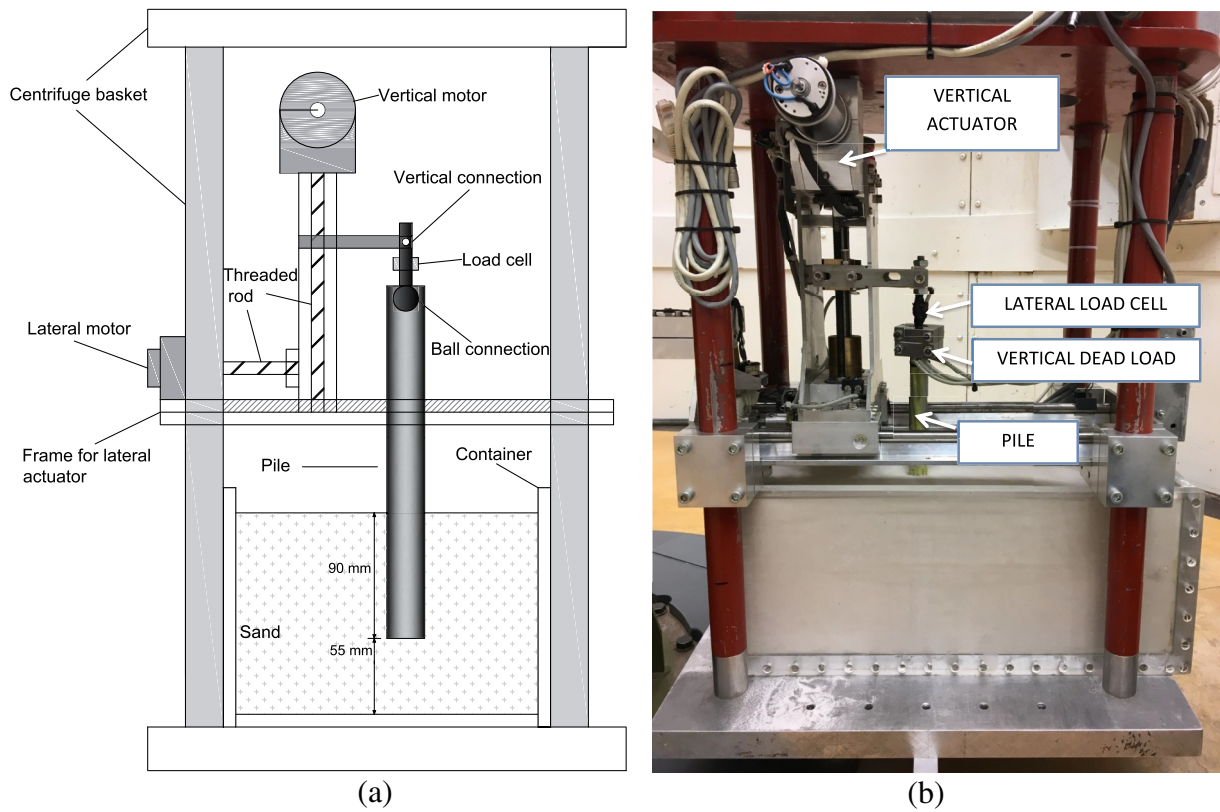 Centrifuge basket
Vertical motor
Vertical connection
Load cell
Threaded
rod
Lateral motor
Ball connection
Frame for lateral
actuator
Pile
Container
90 mm
Sand
55 mm
(a)
VERTICAL
ACTUATOR
LATERAL LOAD CELL
VERTICAL DEAD LOAD
PILE
(b)